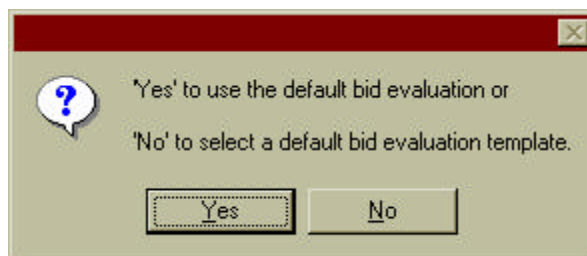 'Yes' to use the default bid evaluation or
'No' to select a default bid evaluation template.
Yes No